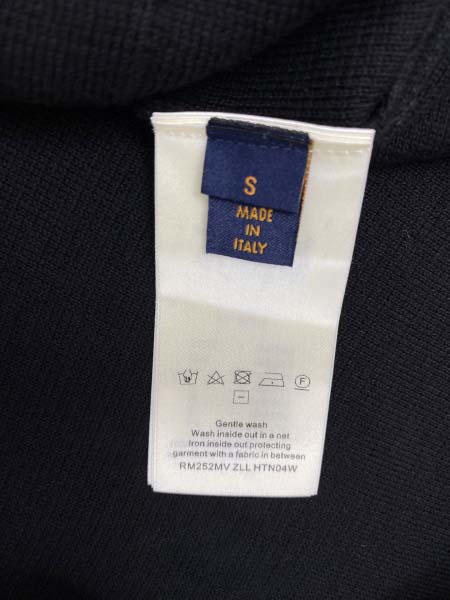 S
MADE
IN
ITALY
F
Gentle wash
Wash inside out in a net
Iron inside out protecting
garment with a fabric in between
RM252MV ZLL HTN04W